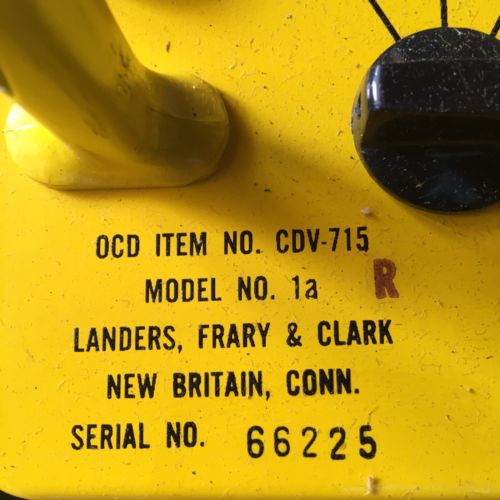 OCD ITEM NO. CDV-715
MODEL NO. 1a R
LANDERS, FRARY & CLARK
NEW BRITAIN, CONN.
SERIAL NO. 66225